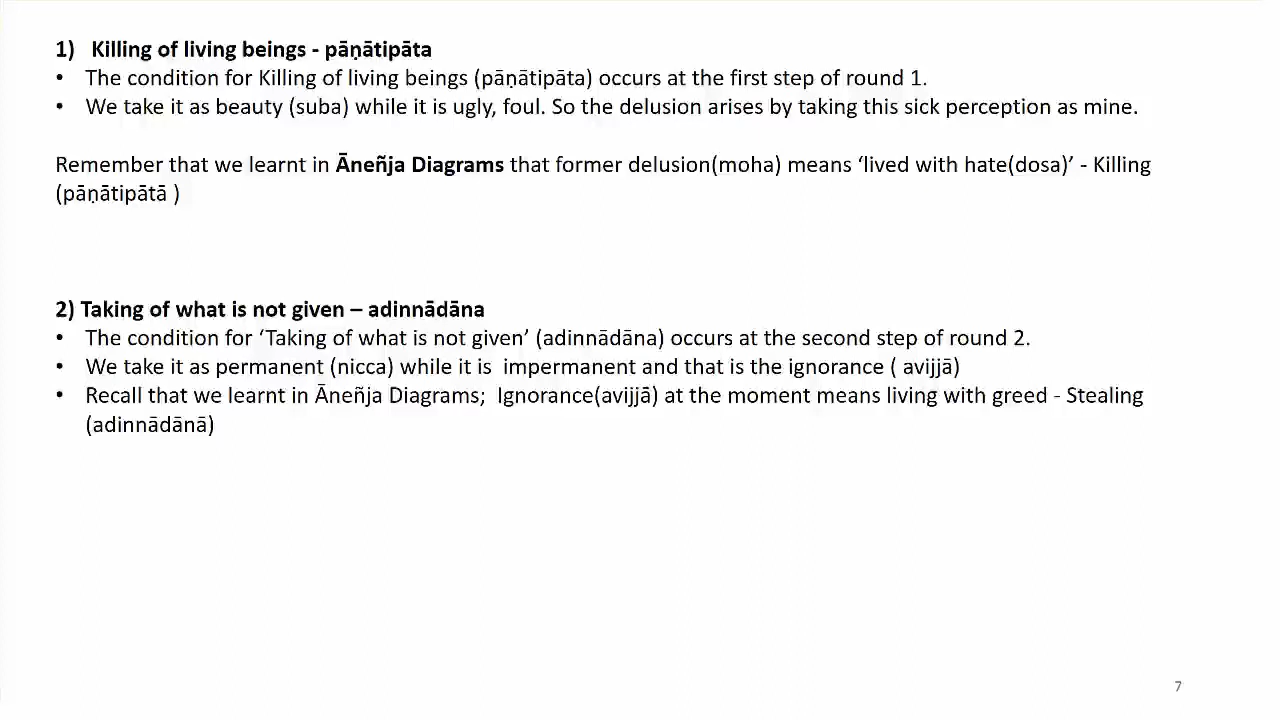 1) Killing of living beings - pāṇātipāta
• The condition for Killing of living beings (pāṇātipāta) occurs at the first step of round 1.
• We take it as beauty (suba) while it is ugly, foul. So the delusion arises by taking this sick perception as mine.
Remember that we learnt in Āneñja Diagrams that former delusion(moha) means ‘lived with hate(dosa)’ - Killing
(pāṇātipātā )
2) Taking of what is not given – adinnādāna
• The condition for ‘Taking of what is not given’ (adinnādāna) occurs at the second step of round 2.
• We take it as permanent (nicca) while it is  impermanent and that is the ignorance ( avijjā)
• Recall that we learnt in Āneñja Diagrams;  Ignorance(avijjā) at the moment means living with greed - Stealing
(adinnādānā)
7